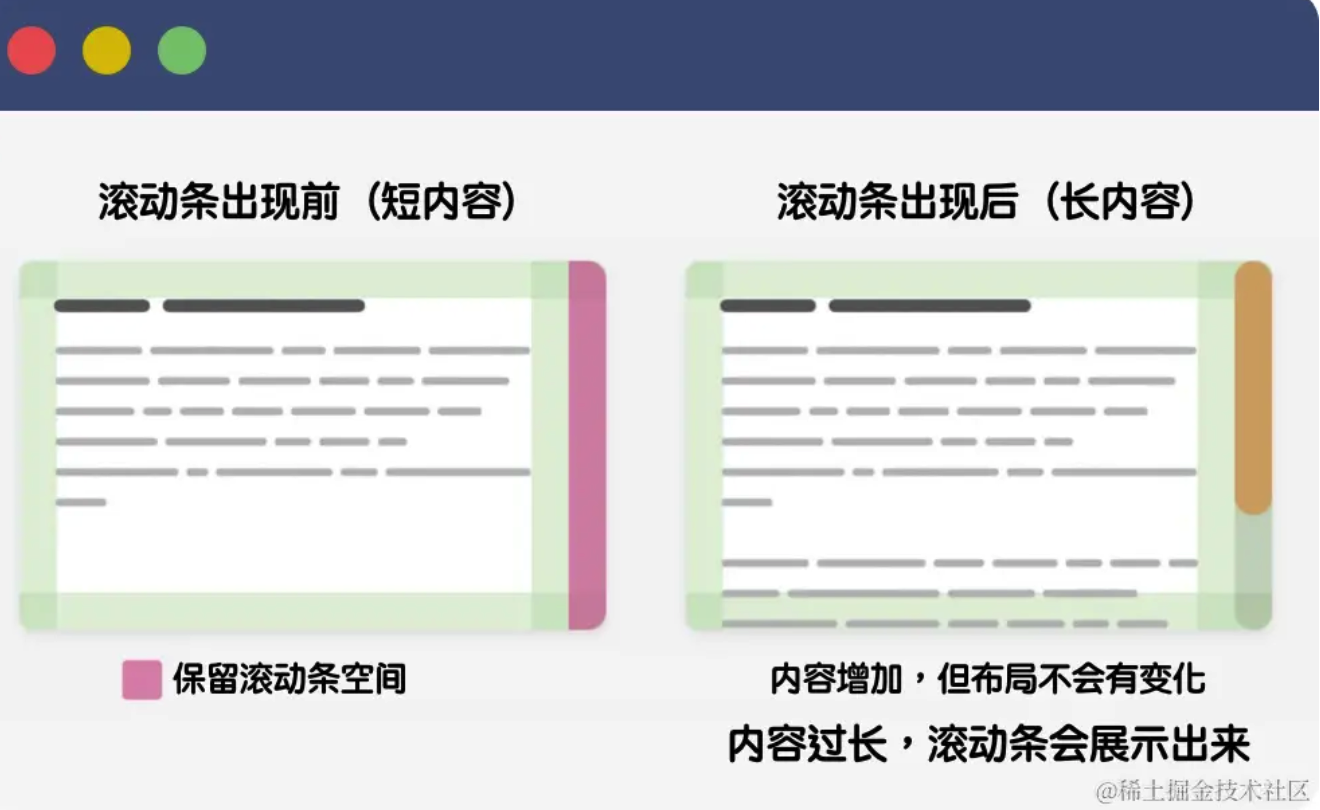 滚动条出现前（短内容）
滚动条出现后（长内容）
保留滚动条空间
内容增加，但布局不会有变化
内容过长，滚动条会展示出来
@稀土掘金技术社区